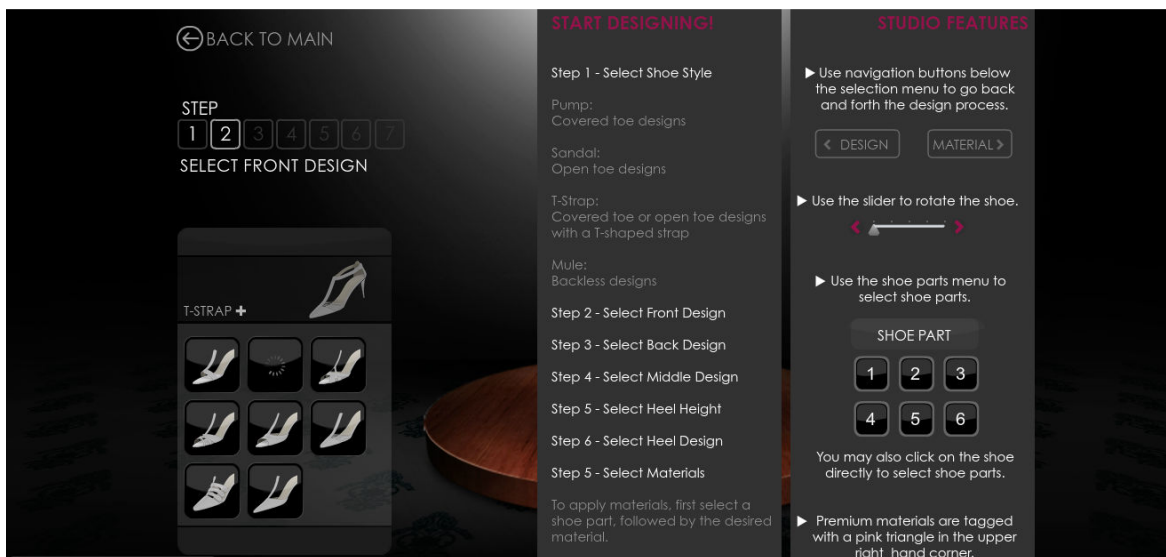 BACK TO MAIN
STEP
1 2 3 4 5 6 7
SELECT FRONT DESIGN
T-STRAP +
START DESIGNING!
Step 1 - Select Shoe Style
Pump:
Covered toe designs
Sandal:
Open toe designs
T-Strap:
Covered toe or open toe designs
with a T-shaped strap
Mule:
Backless designs
Step 2 - Select Front Design
Step 3 - Select Back Design
Step 4 - Select Middle Design
Step 5 - Select Heel Height
Step 6 - Select Heel Design
Step 5 - Select Materials
To apply materials, first select a
shoe part, followed by the desired
material.
STUDIO FEATURES
Use navigation buttons below
the selection menu to go back
and forth the design process.
< DESIGN MATERIAL >
Use the slider to rotate the shoe.
Use the shoe parts menu to
select shoe parts.
SHOE PART
1 2 3
4 5 6
You may also click on the shoe
directly to select shoe parts.
Premium materials are tagged
with a pink triangle in the upper
right hand corner.